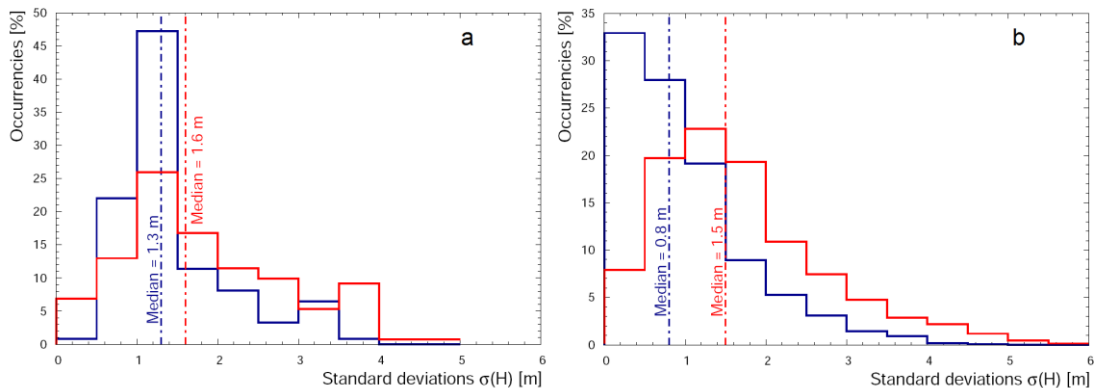 Occurrencies [%]
50
45
40
35
30
25
20
15
10
5
0
a
Median = 1.3 m
Median = 1.6 m
0 1 2 3 4 5 6
Standard deviations σ(H) [m]
Occurrencies [%]
35
30
25
20
15
10
5
0
b
Median = 0.8 m
Median = 1.5 m
0 1 2 3 4 5 6
Standard deviations σ(H) [m]